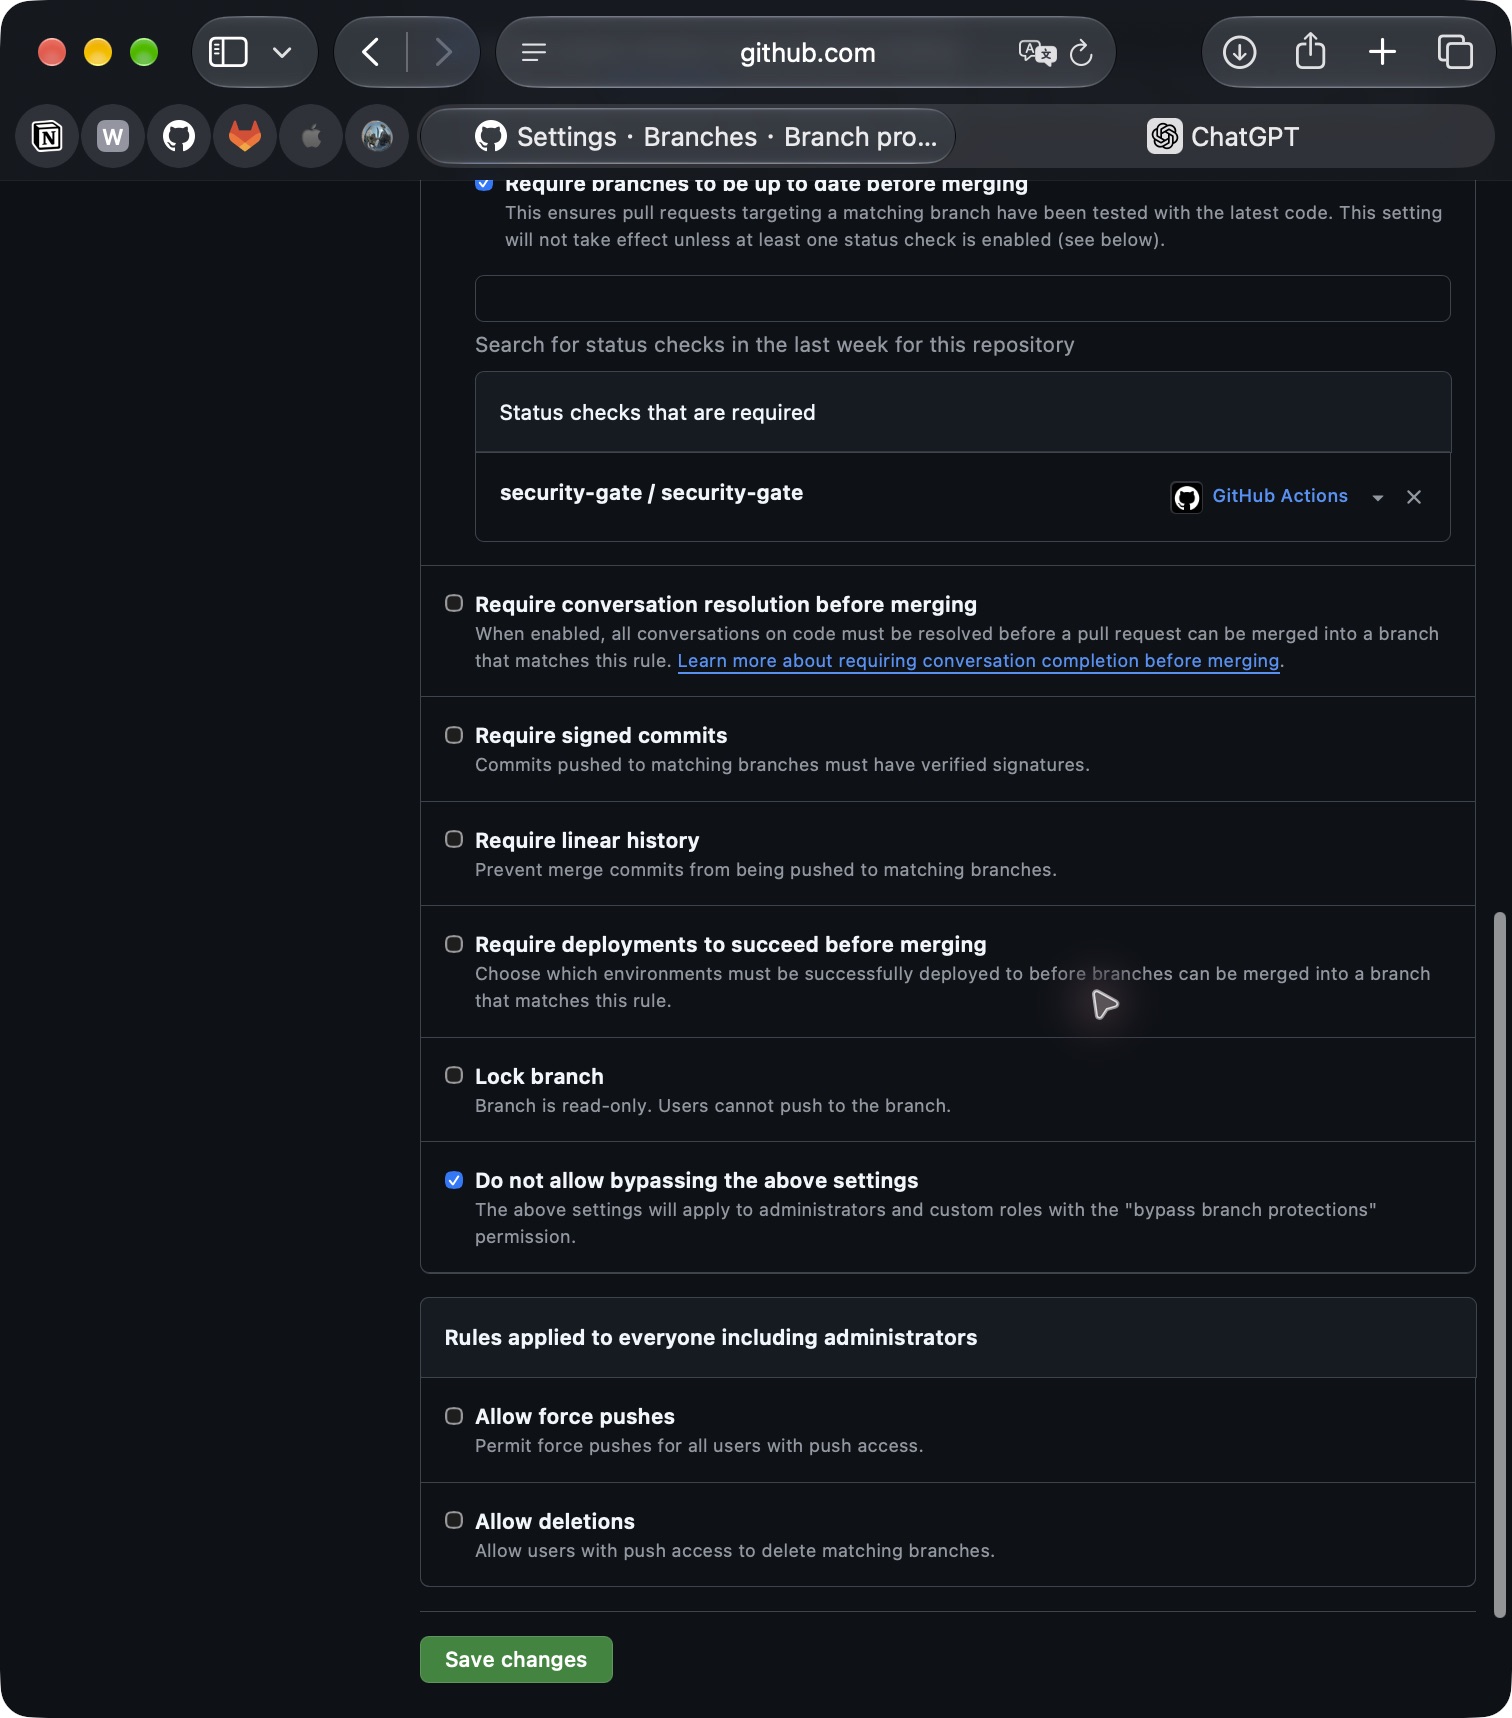 github.com
W
Settings · Branches · Branch pro...
ChatGPT
Require branches to be up to date before merging
This ensures pull requests targeting a matching branch have been tested with the latest code. This setting
will not take effect unless at least one status check is enabled (see below).
Search for status checks in the last week for this repository
Status checks that are required
security-gate / security-gate
GitHub Actions
Require conversation resolution before merging
When enabled, all conversations on code must be resolved before a pull request can be merged into a branch
that matches this rule. Learn more about requiring conversation completion before merging.
Require signed commits
Commits pushed to matching branches must have verified signatures.
Require linear history
Prevent merge commits from being pushed to matching branches.
Require deployments to succeed before merging
Choose which environments must be successfully deployed to before branches can be merged into a branch
that matches this rule.
Lock branch
Branch is read-only. Users cannot push to the branch.
Do not allow bypassing the above settings
The above settings will apply to administrators and custom roles with the "bypass branch protections"
permission.
Rules applied to everyone including administrators
Allow force pushes
Permit force pushes for all users with push access.
Allow deletions
Allow users with push access to delete matching branches.
Save changes